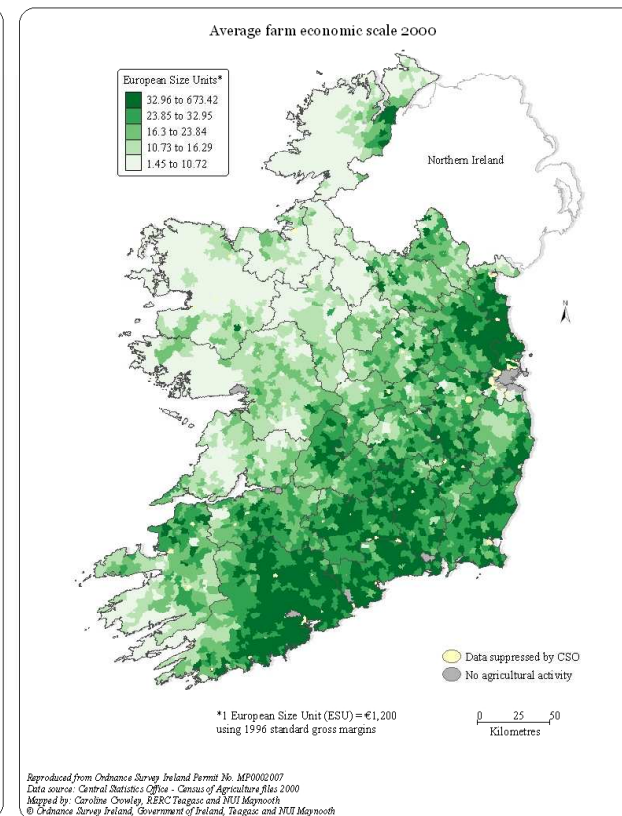 Average farm economic scale 2000
European Size Units*
32.96 to 673.42
23.85 to 32.95
16.3 to 23.84
10.73 to 16.29
1.45 to 10.72
Northern Ireland
N
Data suppressed by CSO
No agricultural activity
*1 European Size Unit (ESU) = €1,200
using 1996 standard gross margins
0 25 50
Kilometres
Reproduced from Ordnance Survey Ireland Permit No. MP0002007
Data source: Central Statistics Office - Census of Agriculture files 2000
Mapped by: Caroline Crowley, RERC Teagasc and NUI Maynooth
© Ordnance Survey Ireland, Government of Ireland, Teagasc and NUI Maynooth